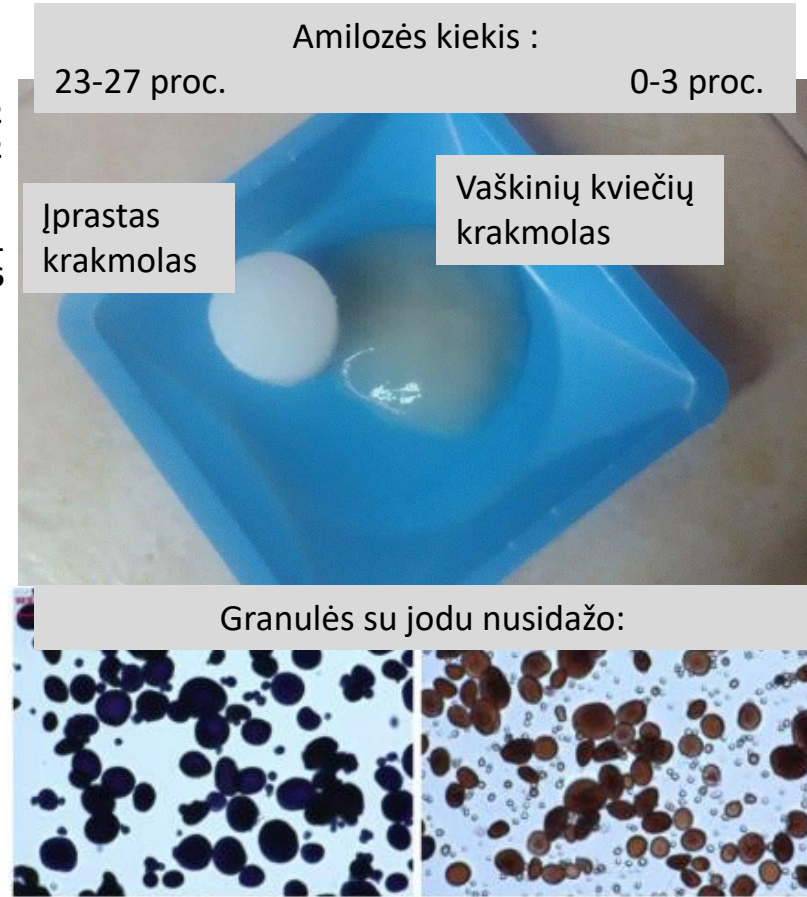 Amilozės kiekis :
23-27 proc. 0-3 proc.
Įprastas
krakmolas
Vaškinių kviečių
krakmolas
Granulės su jodu nusidažo: